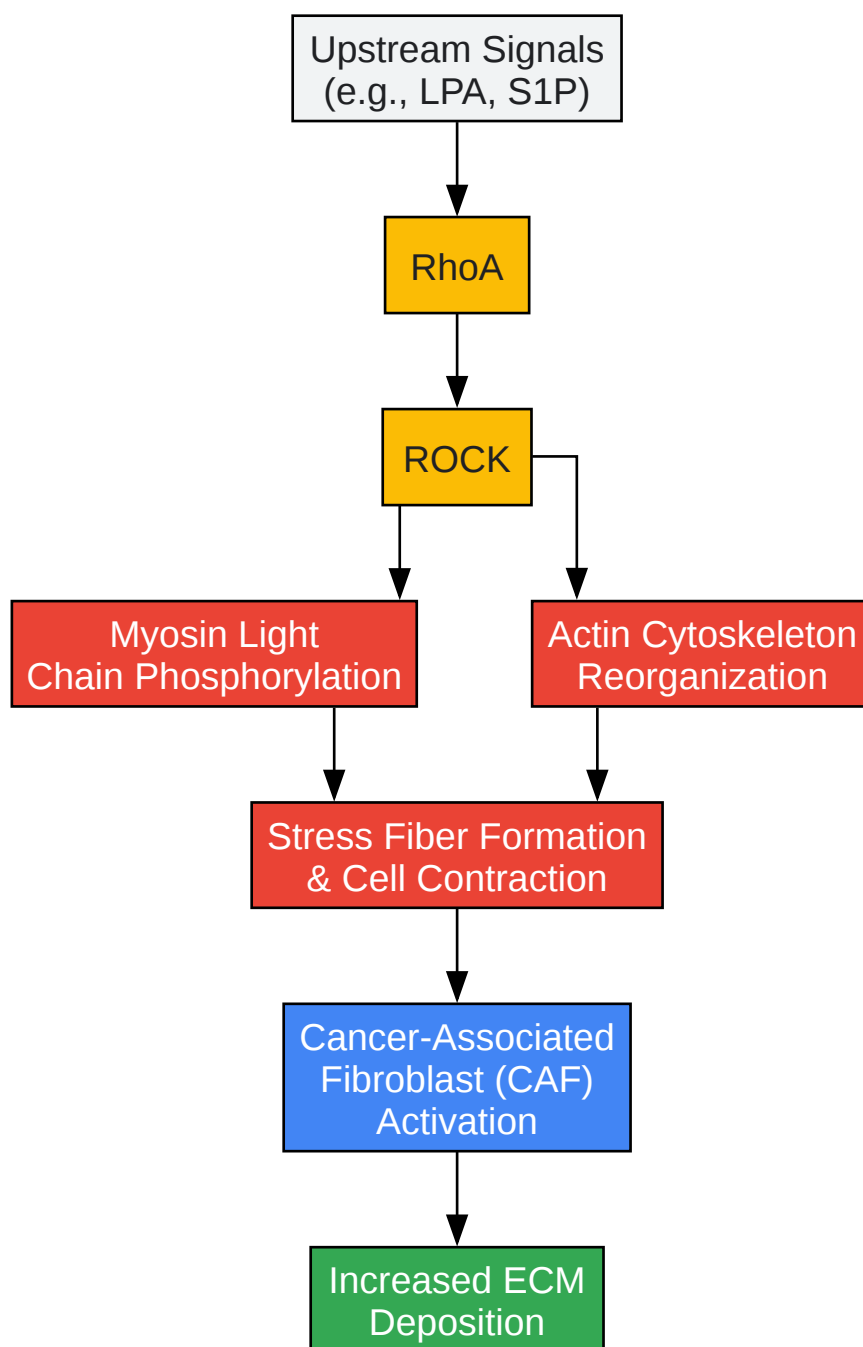 Upstream Signals
(e.g., LPA, S1P)
RhoA
ROCK
Myosin Light
Chain Phosphorylation
Actin Cytoskeleton
Reorganization
Stress Fiber Formation
& Cell Contraction
Cancer-Associated
Fibroblast (CAF)
Activation
Increased ECM
Deposition